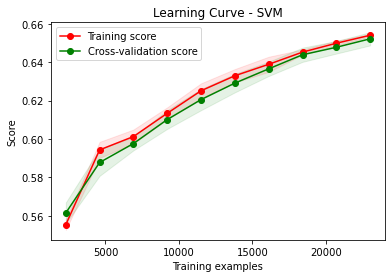 Learning Curve - SVM
Training score
Cross-validation score
0.66
0.64
0.62
0.60
0.58
0.56
Score
5000 10000 15000 20000
Training examples